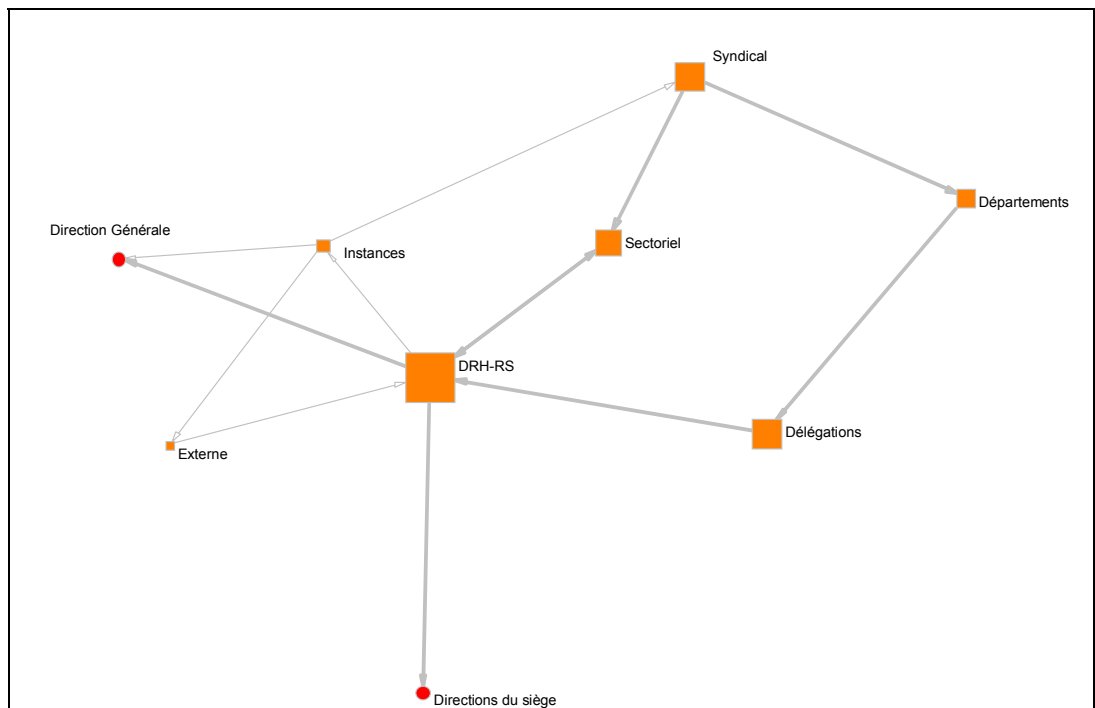 Syndical
Départements
Direction Générale
Sectoriel
Instances
DRH-RS
Délégations
Externe
Directions du siège